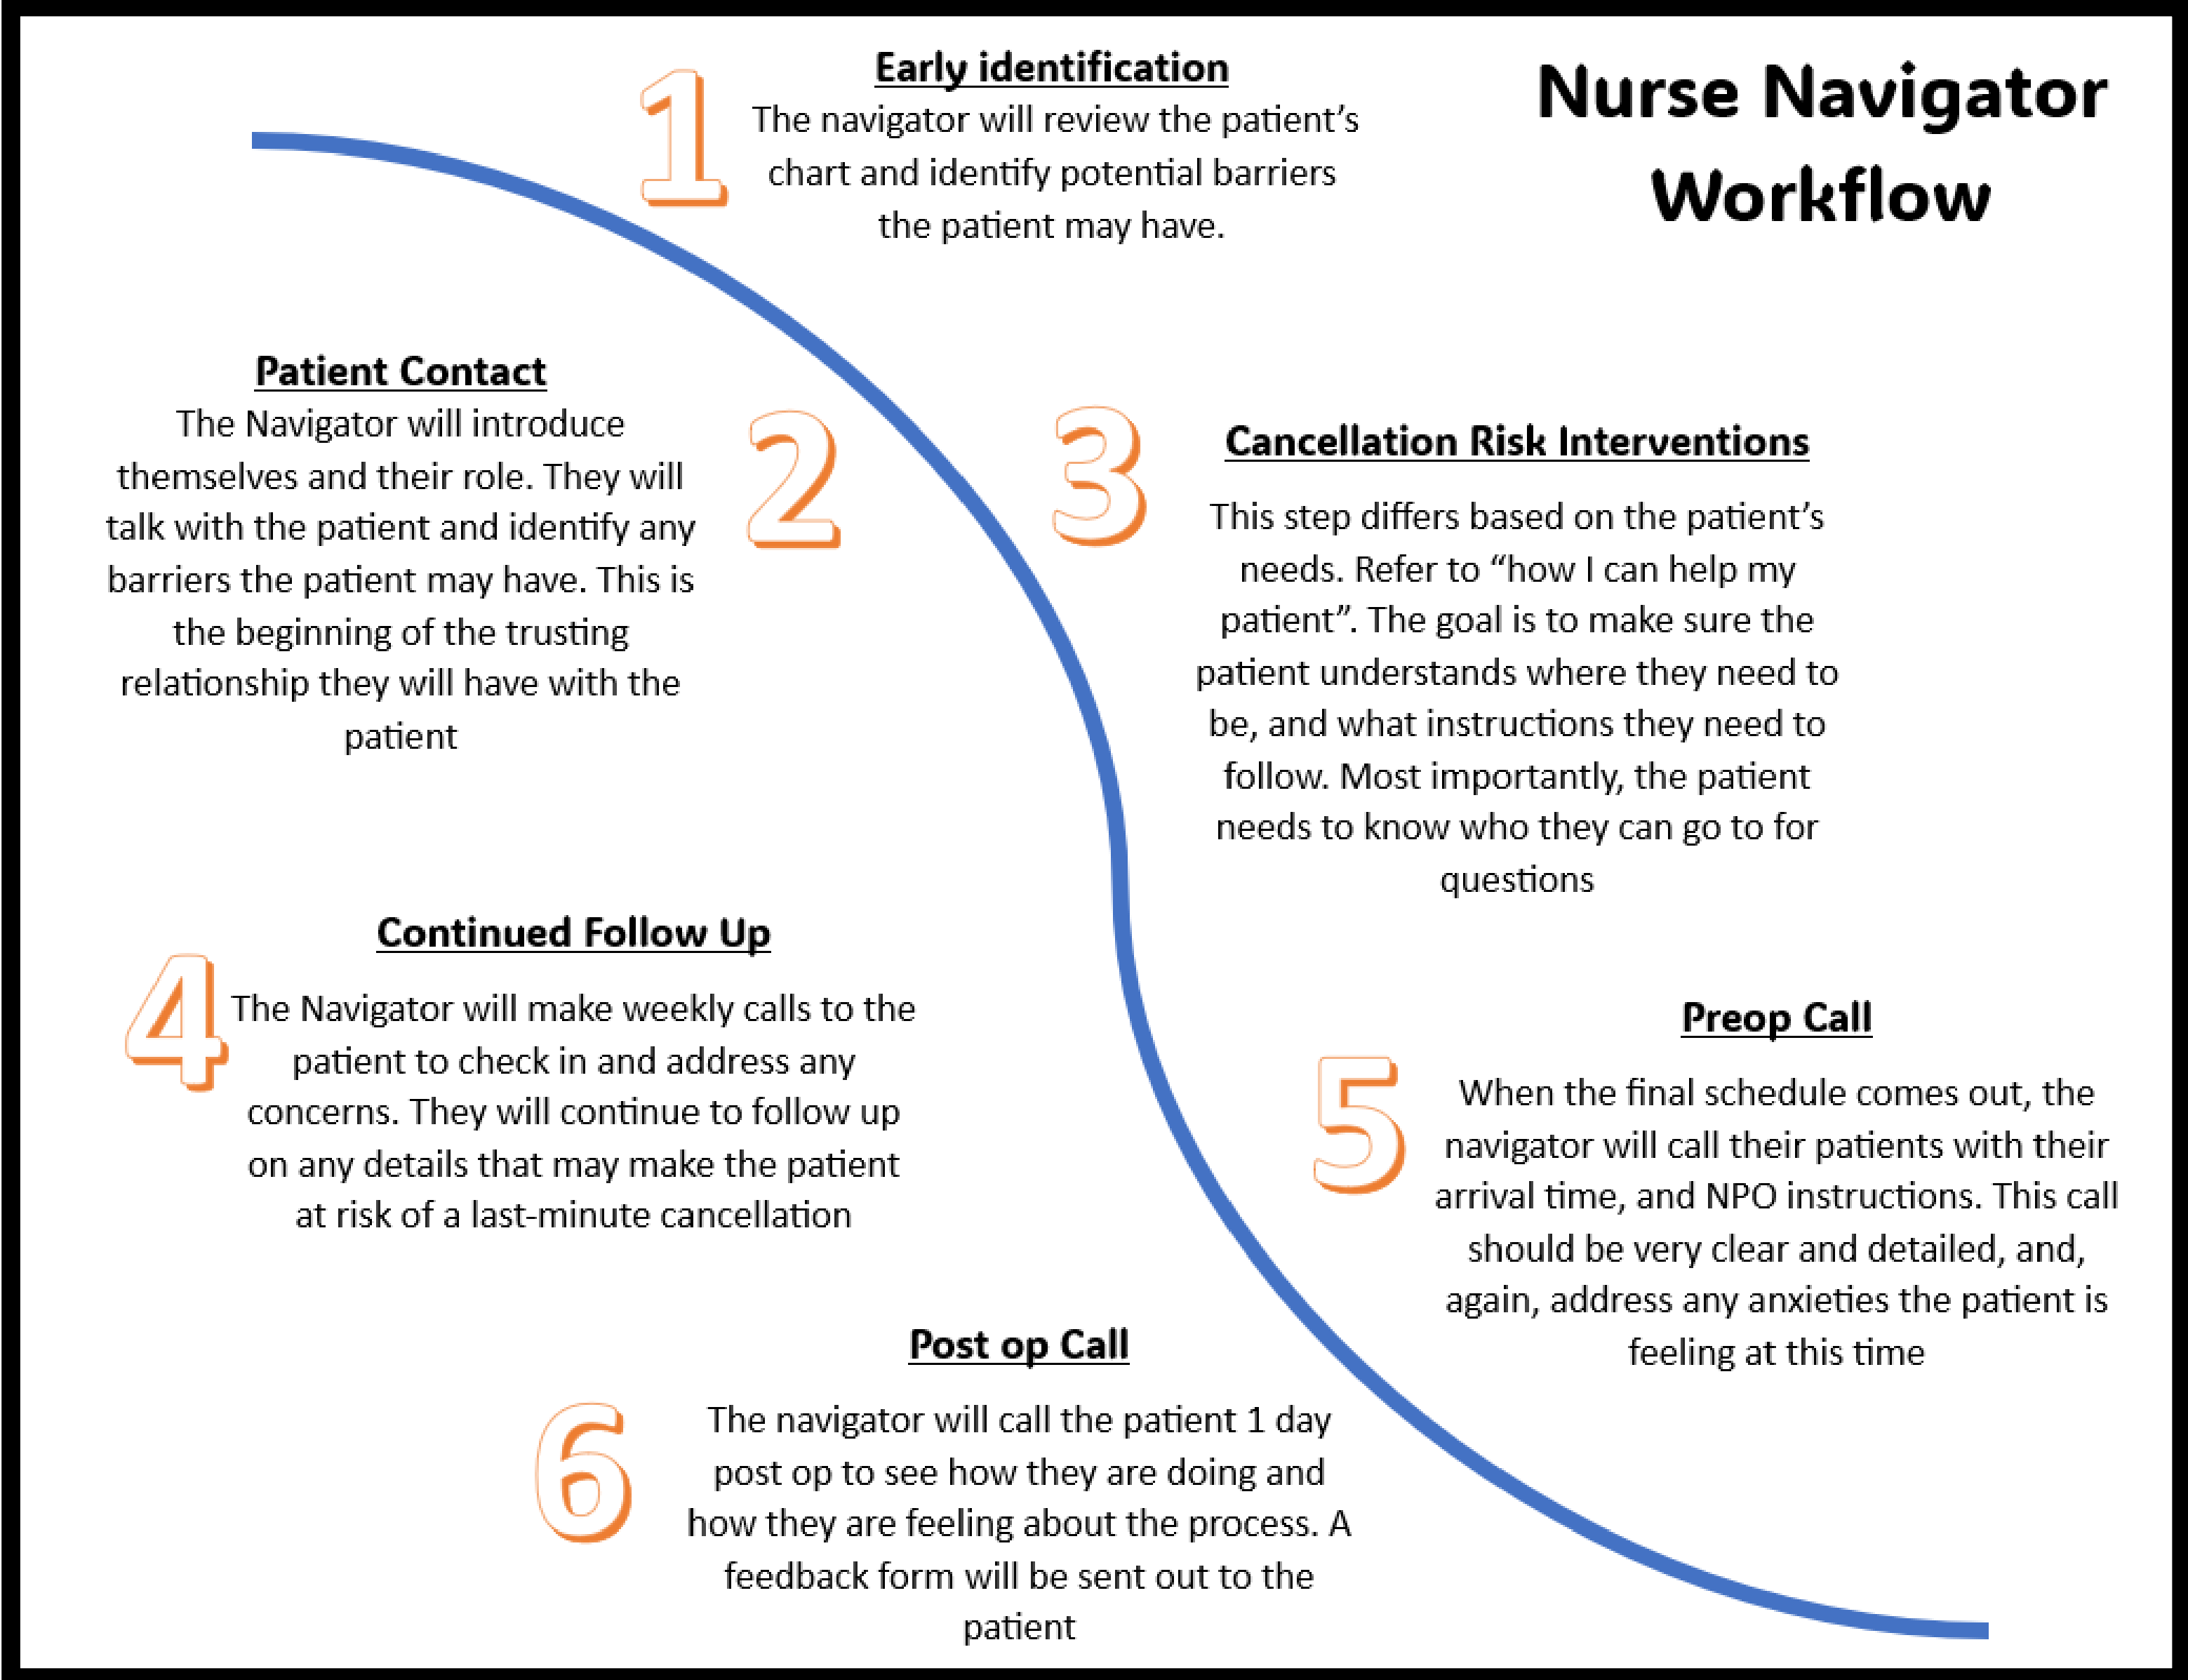 Nurse Navigator
Workflow
1
Early identification
The navigator will review the patient’s
chart and identify potential barriers
the patient may have.
2
Patient Contact
The Navigator will introduce
themselves and their role. They will
talk with the patient and identify any
barriers the patient may have. This is
the beginning of the trusting
relationship they will have with the
patient
3
Cancellation Risk Interventions
This step differs based on the patient’s
needs. Refer to “how I can help my
patient”. The goal is to make sure the
patient understands where they need to
be, and what instructions they need to
follow. Most importantly, the patient
needs to know who they can go to for
questions
4
Continued Follow Up
The Navigator will make weekly calls to the
patient to check in and address any
concerns. They will continue to follow up
on any details that may make the patient
at risk of a last-minute cancellation
5
Preop Call
When the final schedule comes out, the
navigator will call their patients with their
arrival time, and NPO instructions. This call
should be very clear and detailed, and,
again, address any anxieties the patient is
feeling at this time
6
Post op Call
The navigator will call the patient 1 day
post op to see how they are doing and
how they are feeling about the process. A
feedback form will be sent out to the
patient